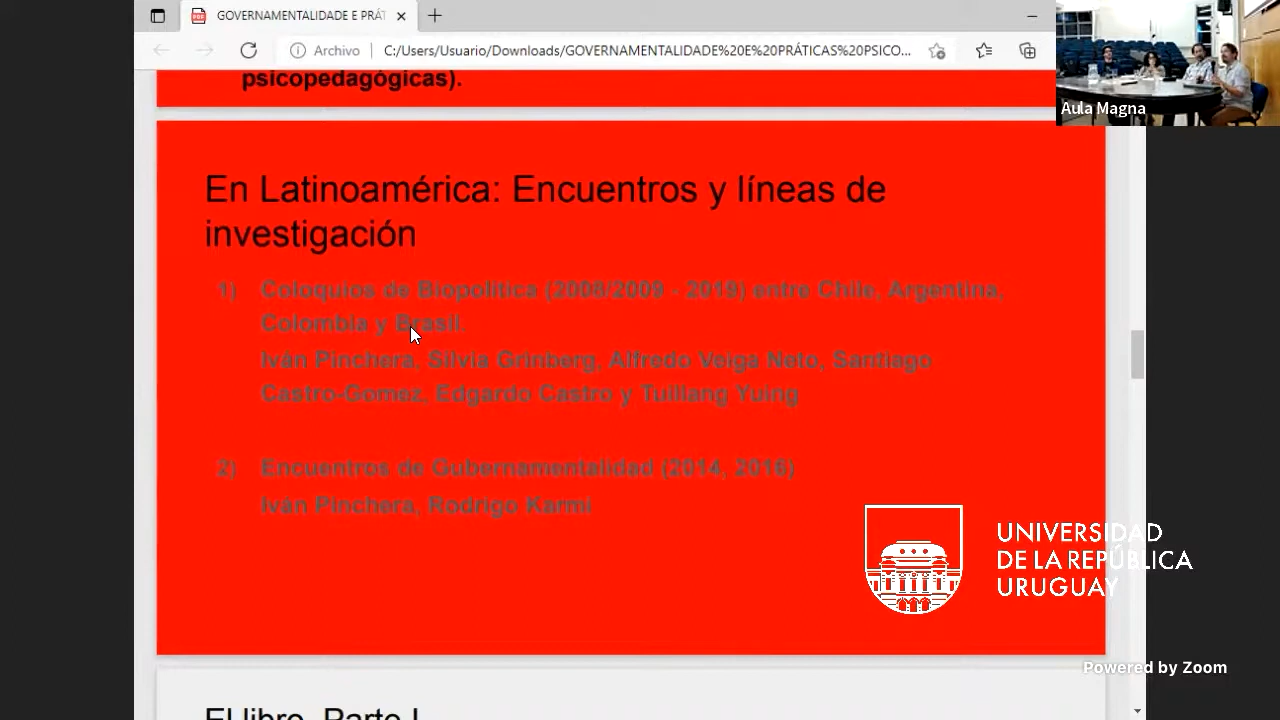 GOVERNAMENTALIDADE E PRÁT
Archivo
C:/Users/Usuario/Downloads/GOVERNAMENTALIDADE%20E%20PRÁTICAS%20PSICO...
Aula Magna
psicopedagógicas).
En Latinoamérica: Encuentros y líneas de
investigación
1) Coloquios de Biopolítica (2008/2009 - 2019) entre Chile, Argentina,
Colombia y Brasil.
Iván Pinchera, Silvia Grinberg, Alfredo Veiga Neto, Santiago
Castro-Gomez, Edgardo Castro y Tuillang Yuing
2) Encuentros de Gubernamentalidad (2014, 2016)
Iván Pinchera, Rodrigo Karmi
UNIVERSIDAD
DE LA REPÚBLICA
URUGUAY
Powered by Zoom
El libro. Parte I